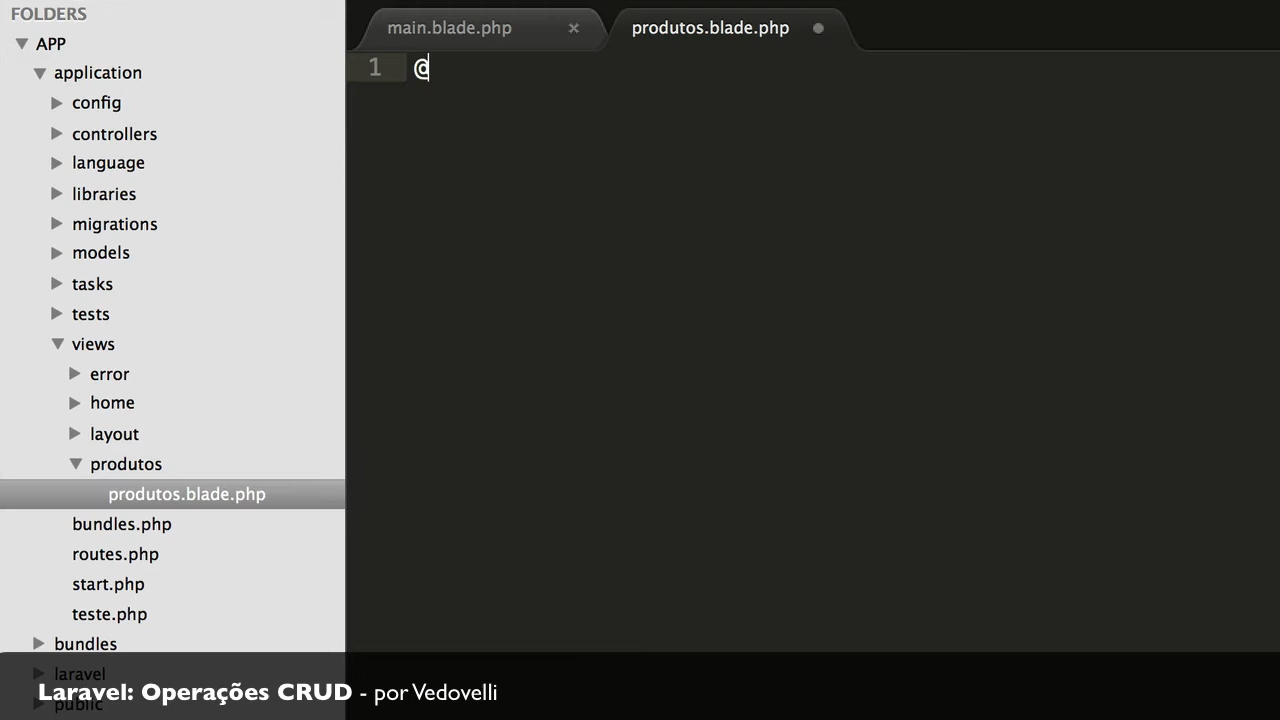 FOLDERS
APP
application
config
controllers
language
libraries
migrations
models
tasks
tests
views
error
home
layout
produtos
produtos.blade.php
bundles.php
routes.php
start.php
teste.php
bundles
laravel
public
main.blade.php ×
produtos.blade.php
1 @
Laravel: Operações CRUD - por Vedovelli